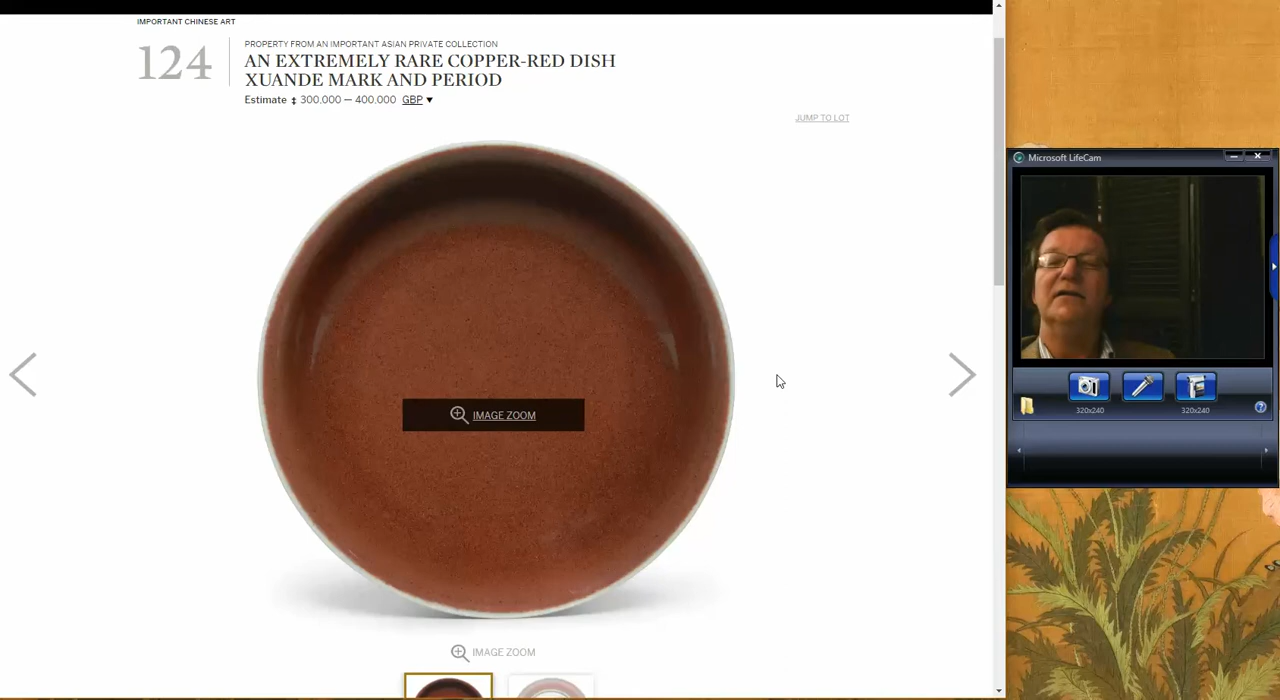 IMPORTANT CHINESE ART
124
PROPERTY FROM AN IMPORTANT ASIAN PRIVATE COLLECTION
AN EXTREMELY RARE COPPER-RED DISH
XUANDE MARK AND PERIOD
Estimate ‡ 300,000 — 400,000 GBP ▼
JUMP TO LOT
IMAGE ZOOM
IMAGE ZOOM
Microsoft LifeCam
320x240
320x240